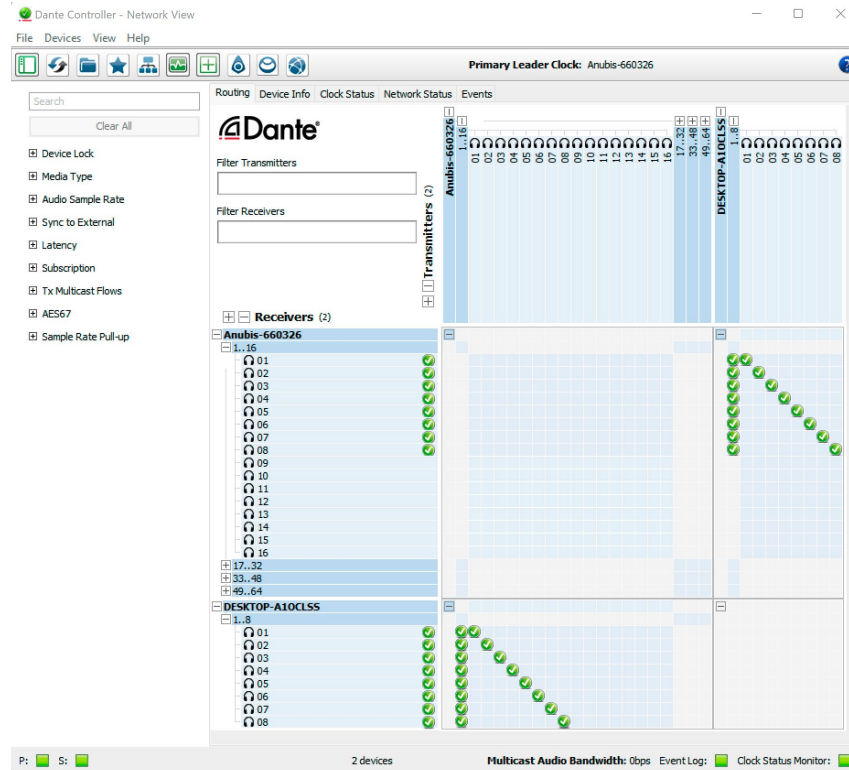 Dante Controller - Network View
File Devices View Help
Primary Leader Clock: Anubis-660326
?
Routing Device Info Clock Status Network Status Events
Search
Clear All
Device Lock
Media Type
Audio Sample Rate
Sync to External
Latency
Subscription
Tx Multicast Flows
AES67
Sample Rate Pull-up
Dante®
Filter Transmitters
Filter Receivers
Transmitters (2)
Anubis-660326
1..16
01 02 03 04 05 06 07 08 09 10 11 12 13 14 15 16
17..32
33..48
49..64
DESKTOP-A1OCLSS
1..8
01 02 03 04 05 06 07 08
Receivers (2)
Anubis-660326
1..16
01
02
03
04
05
06
07
08
09
10
11
12
13
14
15
16
17..32
33..48
49..64
DESKTOP-A1OCLSS
1..8
01
02
03
04
05
06
07
08
P: S: 2 devices Multicast Audio Bandwidth: 0bps Event Log: Clock Status Monitor: